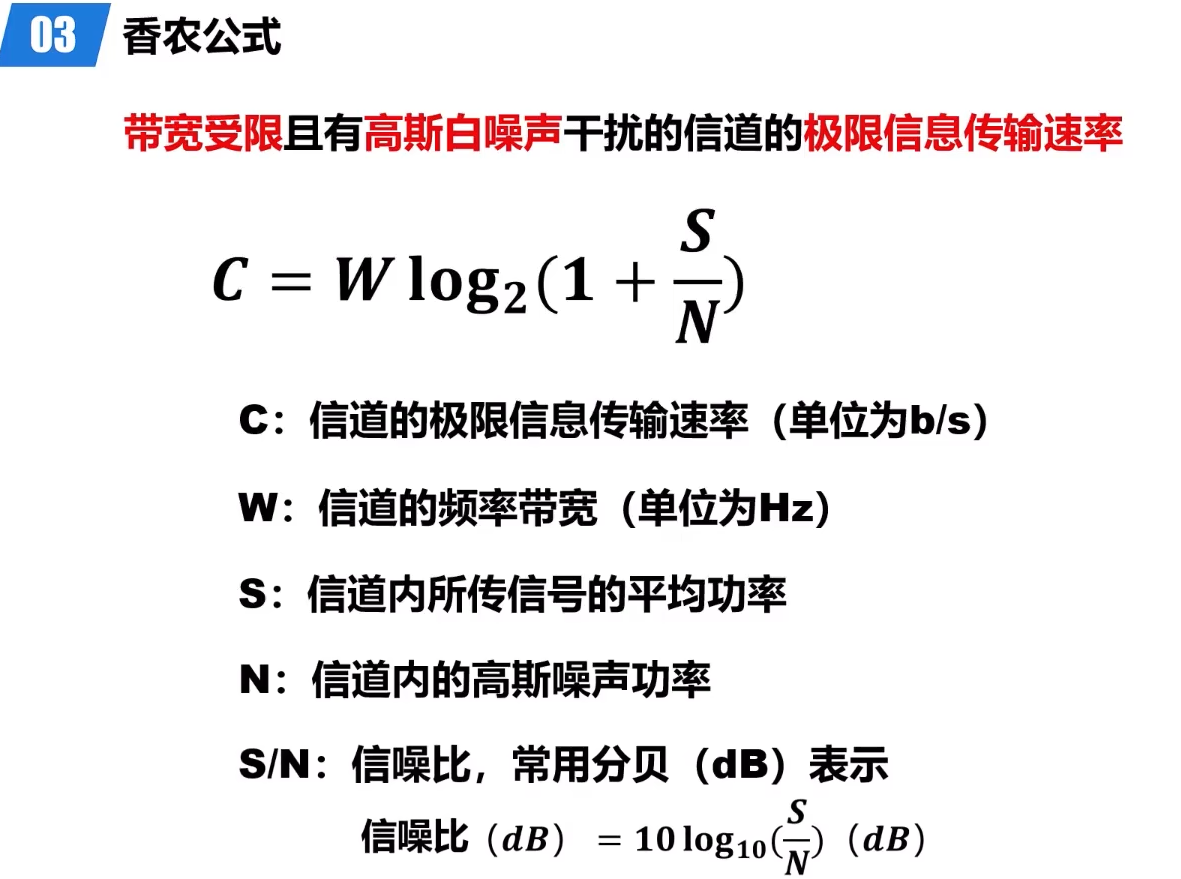 03 香农公式
带宽受限且有高斯白噪声干扰的信道的极限信息传输速率
C = W log₂(1 + S/N)
C：信道的极限信息传输速率（单位为b/s）
W：信道的频率带宽（单位为Hz）
S：信道内所传信号的平均功率
N：信道内的高斯噪声功率
S/N：信噪比，常用分贝（dB）表示
信噪比（dB） = 10 log₁₀(S/N)（dB）